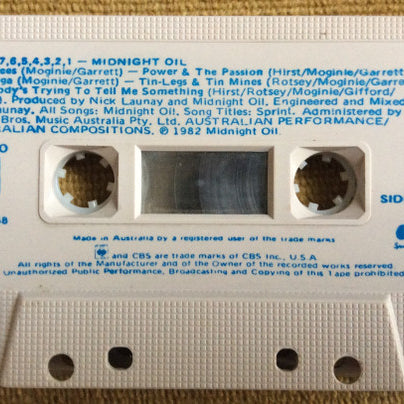 7,6,5,4,3,2,1 — MIDNIGHT OIL
ees (Moginie/Garrett) — Power & The Passion (Hirst/Moginie/Garrett
ga (Moginie/Garrett) — Tin-Legs & Tin Mines (Rotsey/Moginie/Garre
ody's Trying To Tell Me Something (Hirst/Rotsey/Moginie/Gifford/
). Produced by Nick Launay and Midnight Oil, Engineered and Mixed
unay, All Songs: Midnight Oil. Song Titles: Sprint. Administered by
Bros. Music Australia Pty. Ltd. AUSTRALIAN PERFORMANCE/
ALIAN COMPOSITIONS. ℗ 1982 Midnight Oil.
O
SID
8
Made in Australia by a registered user of the trade marks
and CBS are trade marks of CBS Inc., U.S.A
All rights of the Manufacturer and of the Owner of the recorded works reserved.
Unauthorized Public Performance, Broadcasting and Copying of this Tape prohibited